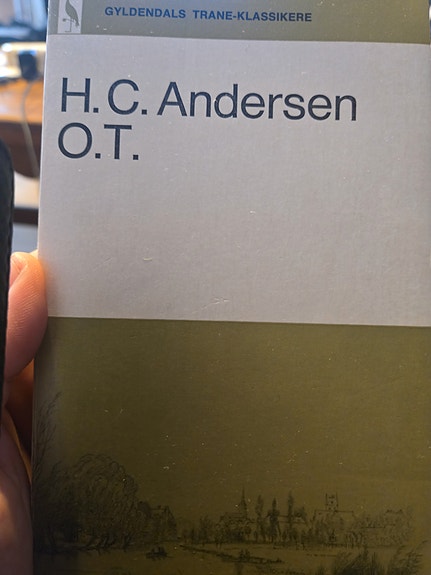 GYLDENDALS TRANE-KLASSIKERE
H.C. Andersen
O.T.